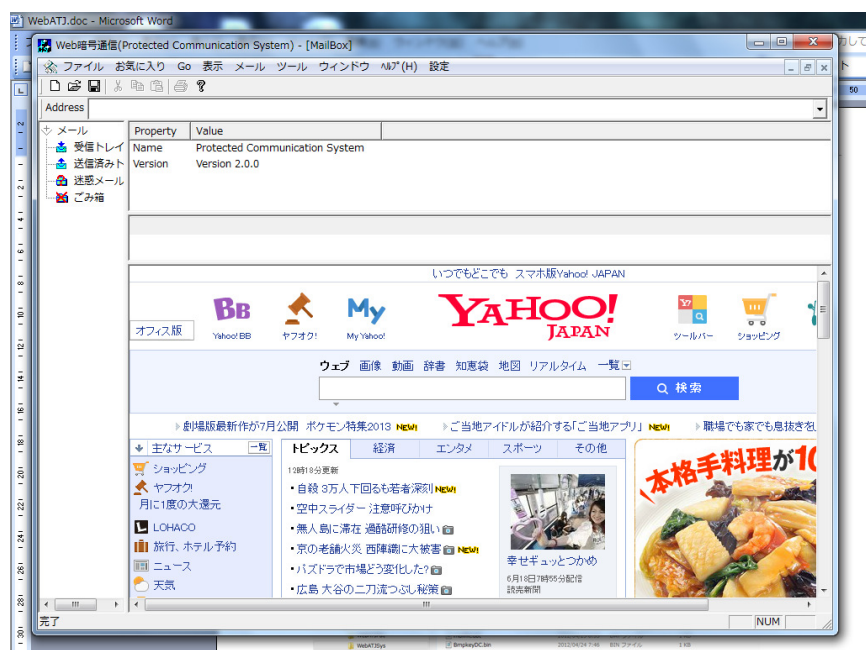 WebATJ.doc - Microsoft Word
Web暗号通信(Protected Communication System) - [MailBox]
ファイル お気に入り Go 表示 メール ツール ウィンドウ ﾍﾙﾌﾟ(H) 設定
Address
メール
受信トレイ
送信済みト
迷惑メール
ごみ箱
Property Value
Name Protected Communication System
Version Version 2.0.0
いつでもどこでも スマホ版Yahoo! JAPAN
オフィス版
BB
Yahoo! BB
ヤフオク!
My
My Yahoo!
YAHOO!
JAPAN
ツールバー
ショッピング
ウェブ 画像 動画 辞書 知恵袋 地図 リアルタイム 一覧
検索
劇場版最新作が7月公開 ポケモン特集2013 NEW!
ご当地アイドルが紹介する「ご当地アプリ」 NEW!
職場でも家でも息抜きを
主なサービス 一覧
ショッピング
ヤフオク!
月に1度の大還元
LOHACO
旅行、ホテル予約
ニュース
天気
トピックス 経済 エンタメ スポーツ その他
12時18分更新
・自殺 3万人下回るも若者深刻 NEW!
・空中スライダー 注意呼びかけ
・無人島に滞在 過酷研修の狙い
・京の老舗火災 西陣織に大被害 NEW!
・パズドラで市場どう変化した?
・広島 大谷の二刀流つぶし秘策
幸せギュッとつかめ
6月18日7時55分配信
読売新聞
本格手料理が10
完了
NUM
WebATJSys
BmpkeyDC.bin
2012/04/24 7:46
BIN ファイル
1 KB